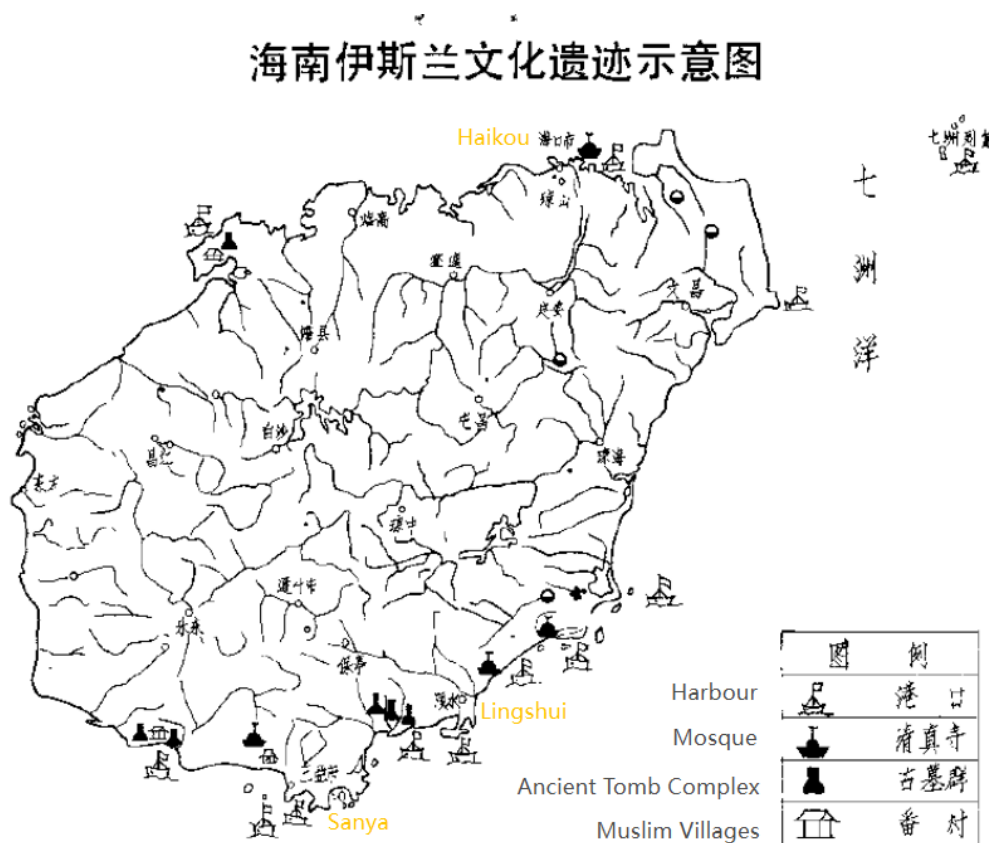 海南伊斯兰文化遗迹示意图
Haikou
海口市
七洲列島
琼山
七洲洋
临高
澄迈
文昌
定安
儋县
屯昌
白沙
昌江
琼海
东方
琼中
通什市
乐东
保亭
陵水
Lingshui
三亚市
Sanya
图 例
Harbour
港 口
Mosque
清真寺
Ancient Tomb Complex
古墓群
Muslim Villages
番 村